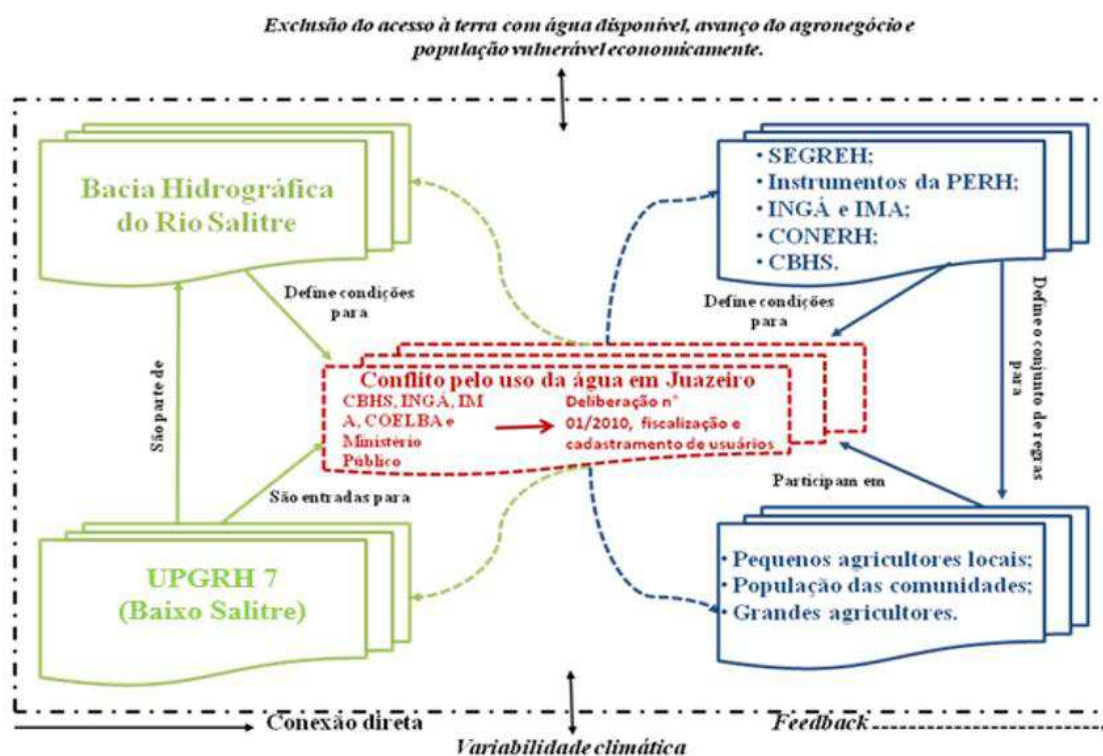 Exclusão do acesso à terra com água disponível, avanço do agronegócio e
população vulnerável economicamente.
Bacia Hidrográfica
do Rio Salitre
• SEGREH;
• Instrumentos da PERH;
• INGÁ e IMA;
• CONERH;
• CBHS.
Define condições
para
Define condições
para
Define o conjunto de regras
para
São parte de
Conflito pelo uso da água em Juazeiro
CBHS, INGÁ, IM
A, COELBA e
Ministério
Público
Deliberação n°
01/2010, fiscalização e
cadastramento de usuários
São entradas para
Participam em
UPGRH 7
(Baixo Salitre)
• Pequenos agricultores locais;
• População das comunidades;
• Grandes agricultores.
Conexão direta
Feedback
Variabilidade climática